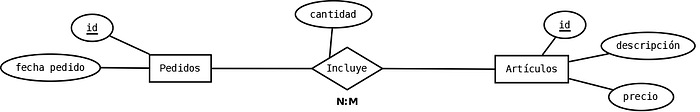 cantidad
id
id
fecha pedido
Pedidos
Incluye
Artículos
descripción
precio
N:M